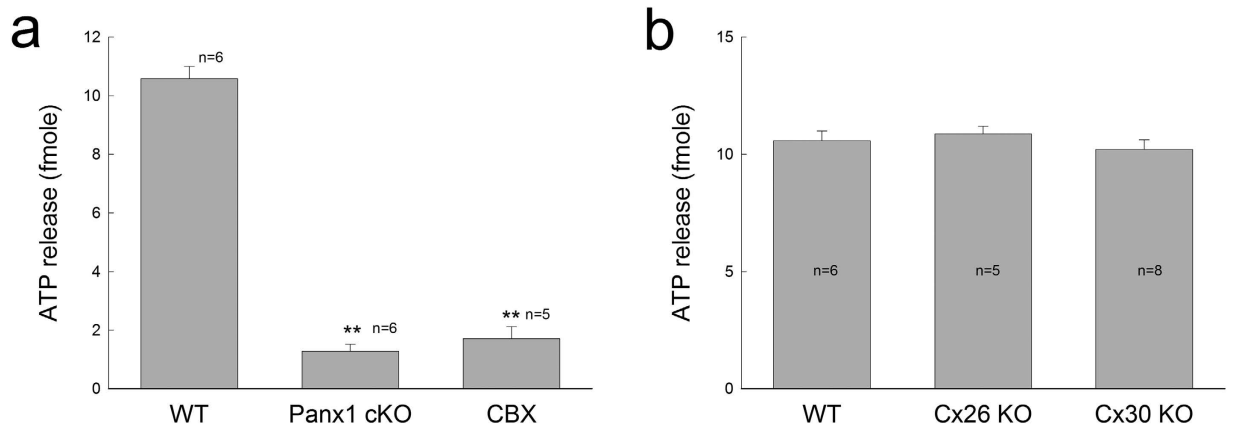 a
ATP release (fmole)
12
10
8
6
4
2
0
n=6
** n=6
** n=5
WT Panx1 cKO CBX
b
ATP release (fmole)
15
10
5
0
n=6 n=5 n=8
WT Cx26 KO Cx30 KO